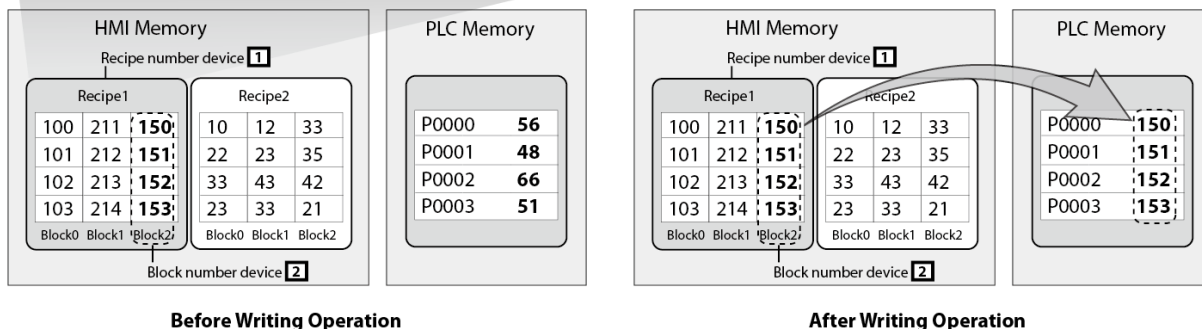 HMI Memory
Recipe number device 1
Recipe1
Recipe2
100 211 150 10 12 33
101 212 151 22 23 35
102 213 152 33 43 42
103 214 153 23 33 21
Block0 Block1 Block2 Block0 Block1 Block2
Block number device 2
PLC Memory
P0000 56
P0001 48
P0002 66
P0003 51
Before Writing Operation
HMI Memory
Recipe number device 1
Recipe1
Recipe2
100 211 150 10 12 33
101 212 151 22 23 35
102 213 152 33 43 42
103 214 153 23 33 21
Block0 Block1 Block2 Block0 Block1 Block2
Block number device 2
PLC Memory
P0000 150
P0001 151
P0002 152
P0003 153
After Writing Operation